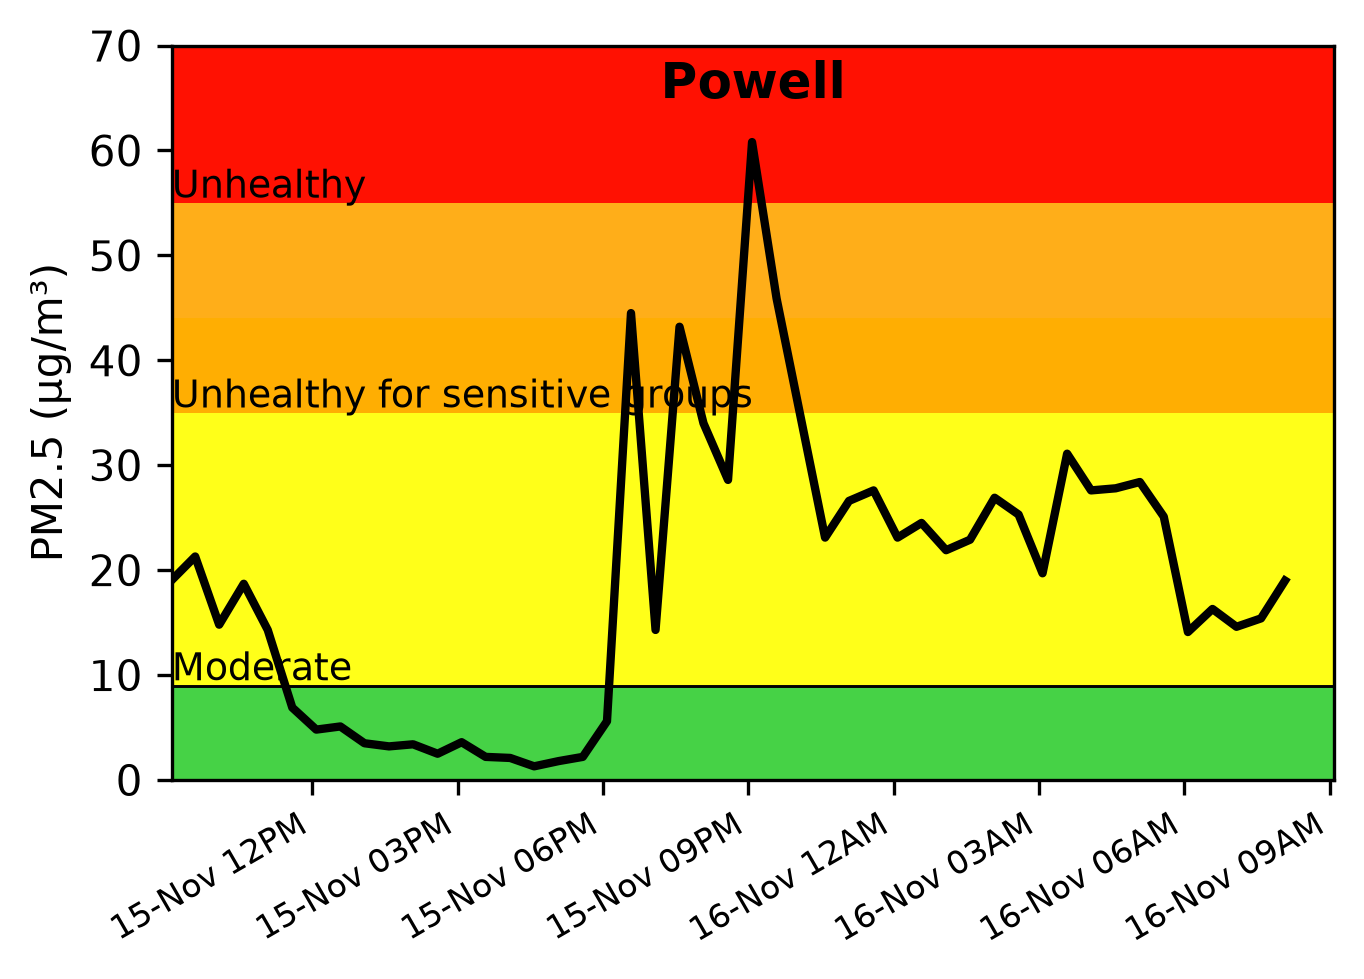 Powell
Unhealthy
Unhealthy for sensitive groups
Moderate
PM2.5 (µg/m³)
70
60
50
40
30
20
10
0
15-Nov 12PM
15-Nov 03PM
15-Nov 06PM
15-Nov 09PM
16-Nov 12AM
16-Nov 03AM
16-Nov 06AM
16-Nov 09AM